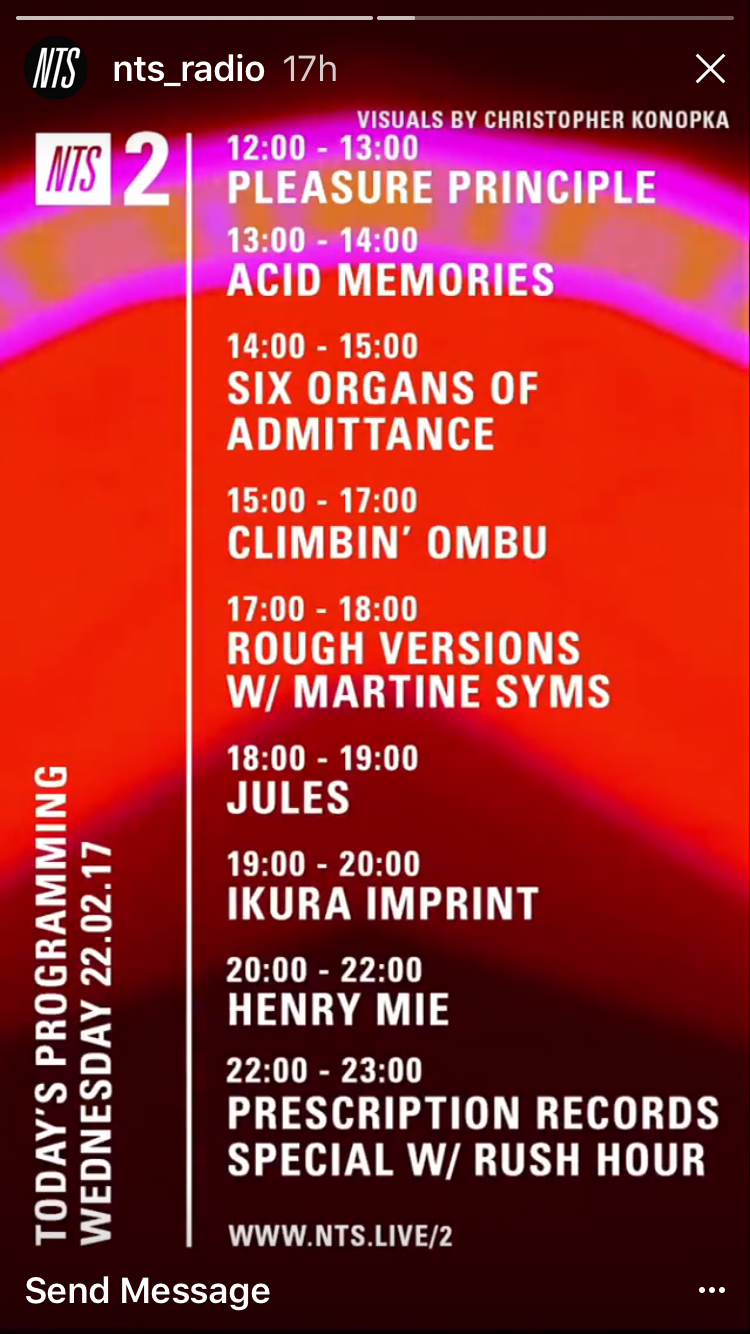 NTS
nts_radio 17h
VISUALS BY CHRISTOPHER KONOPKA
NTS 2
12:00 - 13:00
PLEASURE PRINCIPLE
13:00 - 14:00
ACID MEMORIES
14:00 - 15:00
SIX ORGANS OF
ADMITTANCE
15:00 - 17:00
CLIMBIN’ OMBU
17:00 - 18:00
ROUGH VERSIONS
W/ MARTINE SYMS
18:00 - 19:00
JULES
19:00 - 20:00
IKURA IMPRINT
20:00 - 22:00
HENRY MIE
22:00 - 23:00
PRESCRIPTION RECORDS
SPECIAL W/ RUSH HOUR
WWW.NTS.LIVE/2
TODAY’S PROGRAMMING
WEDNESDAY 22.02.17
Send Message